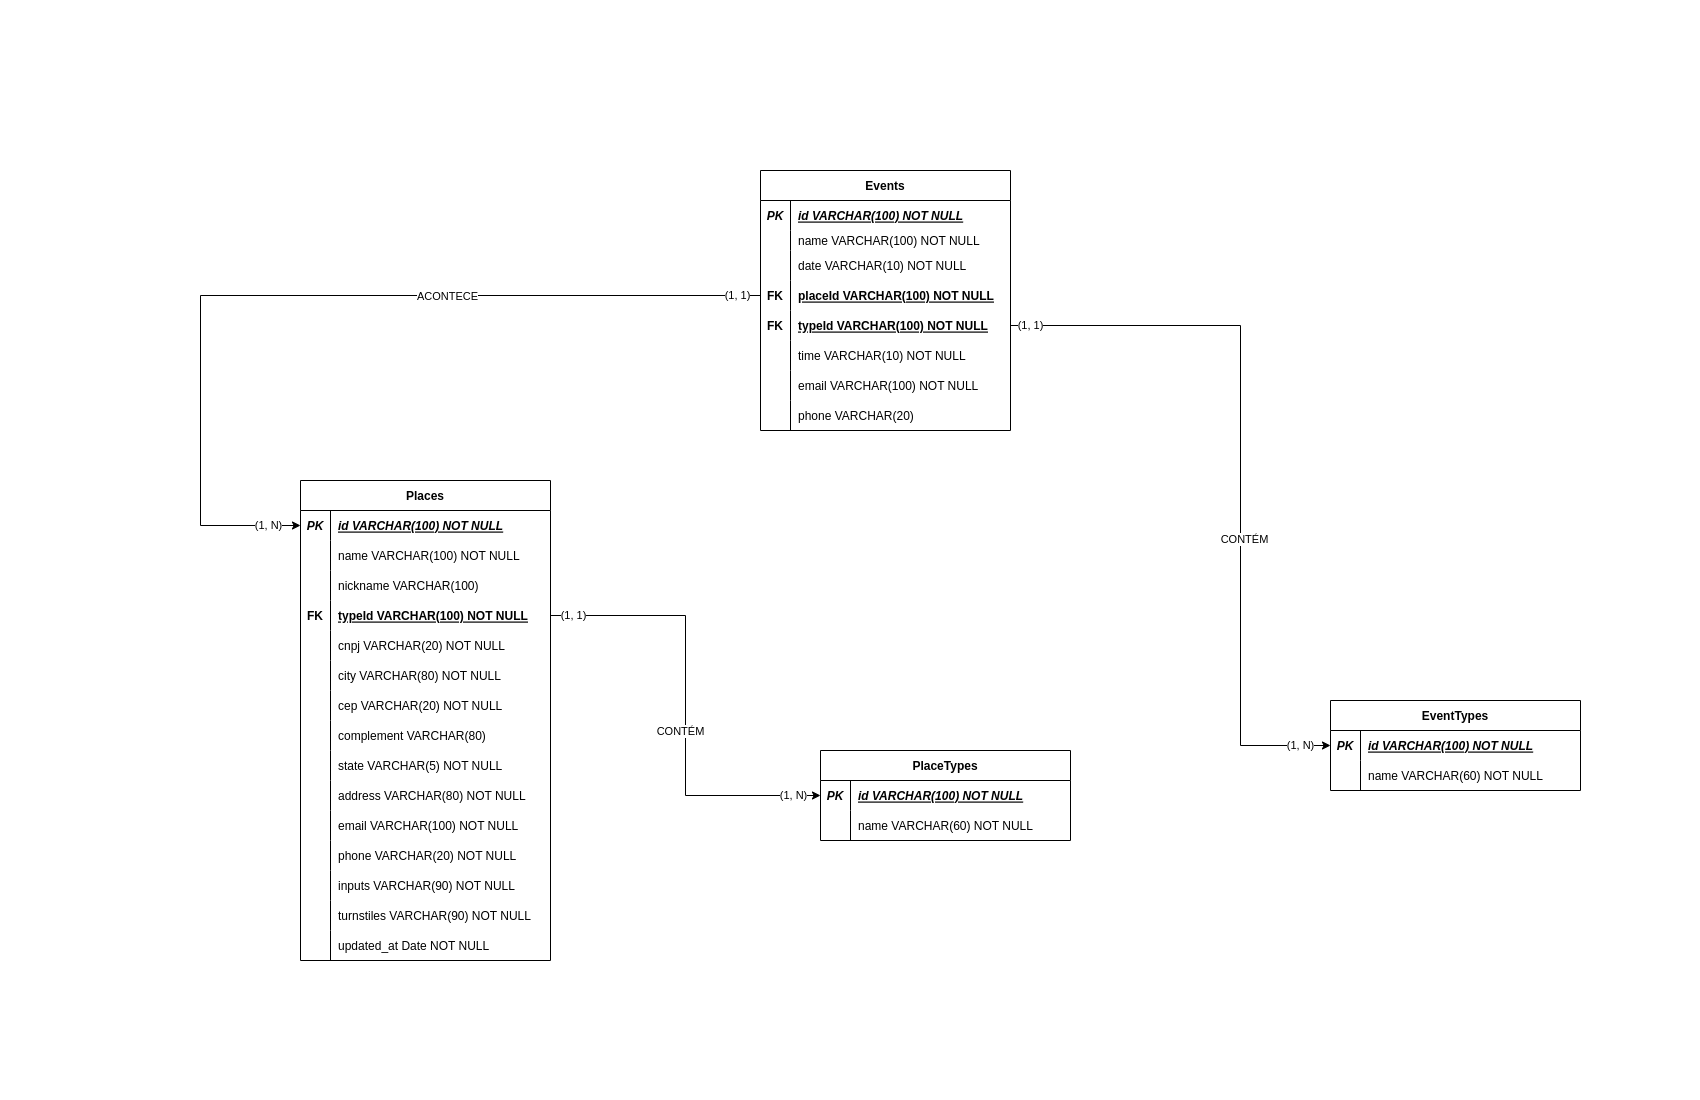 Events
PK id VARCHAR(100) NOT NULL
name VARCHAR(100) NOT NULL
date VARCHAR(10) NOT NULL
FK placeId VARCHAR(100) NOT NULL
FK typeId VARCHAR(100) NOT NULL
time VARCHAR(10) NOT NULL
email VARCHAR(100) NOT NULL
phone VARCHAR(20)
(1, 1)
ACONTECE
(1, N)
(1, 1)
CONTÉM
(1, N)
Places
PK id VARCHAR(100) NOT NULL
name VARCHAR(100) NOT NULL
nickname VARCHAR(100)
FK typeId VARCHAR(100) NOT NULL
cnpj VARCHAR(20) NOT NULL
city VARCHAR(80) NOT NULL
cep VARCHAR(20) NOT NULL
complement VARCHAR(80)
state VARCHAR(5) NOT NULL
address VARCHAR(80) NOT NULL
email VARCHAR(100) NOT NULL
phone VARCHAR(20) NOT NULL
inputs VARCHAR(90) NOT NULL
turnstiles VARCHAR(90) NOT NULL
updated_at Date NOT NULL
(1, 1)
CONTÉM
(1, N)
PlaceTypes
PK id VARCHAR(100) NOT NULL
name VARCHAR(60) NOT NULL
EventTypes
PK id VARCHAR(100) NOT NULL
name VARCHAR(60) NOT NULL